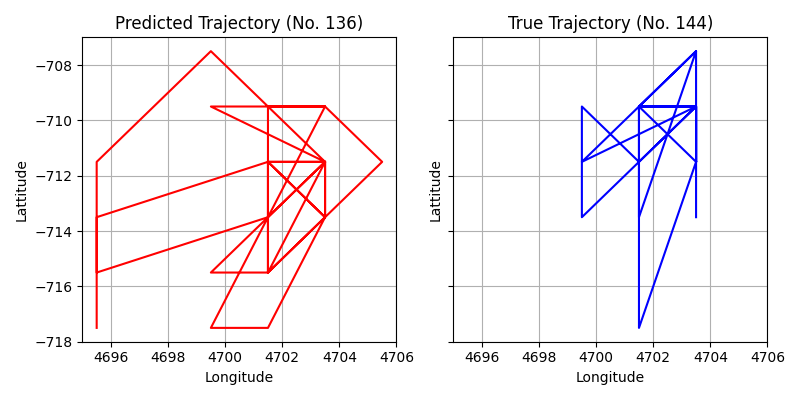 Predicted Trajectory (No. 136)
True Trajectory (No. 144)
Lattitude
−708
−710
−712
−714
−716
−718
4696 4698 4700 4702 4704 4706
Longitude
Lattitude
4696 4698 4700 4702 4704 4706
Longitude